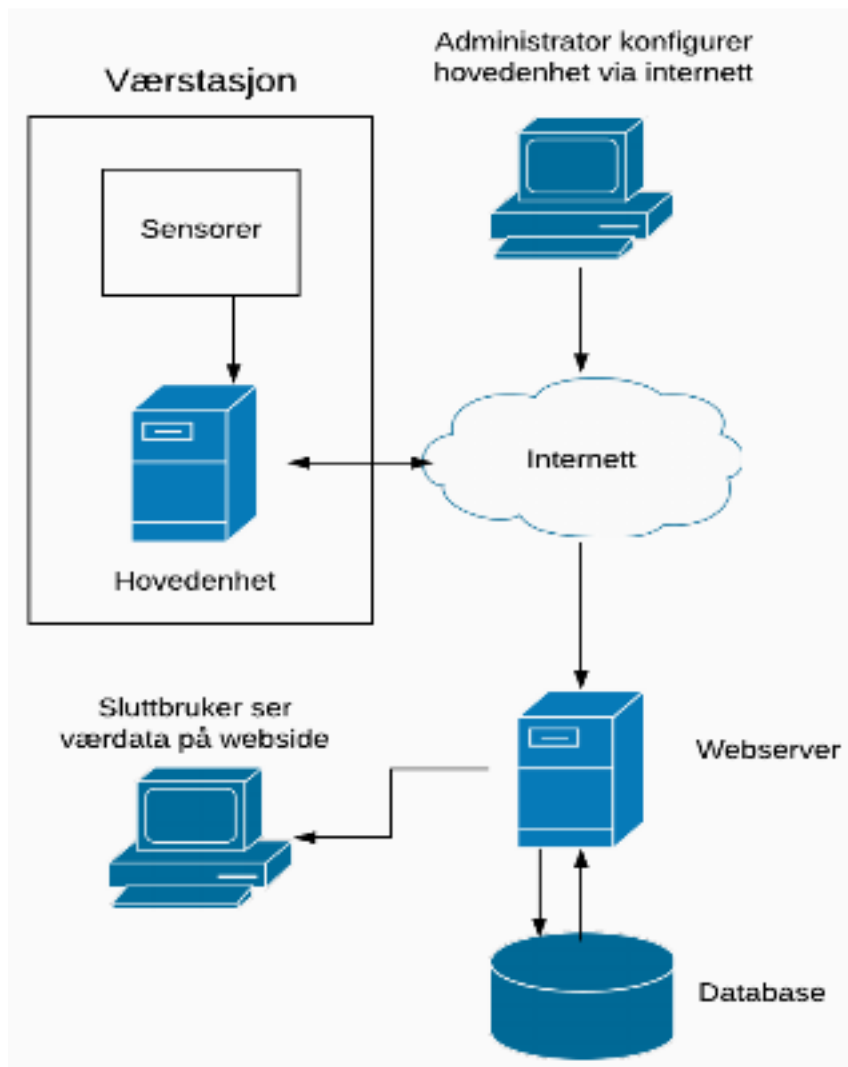 Administrator konfigurer
hovedenhet via internett
Værstasjon
Sensorer
Internett
Hovedenhet
Sluttbruker ser
værdata på webside
Webserver
Database